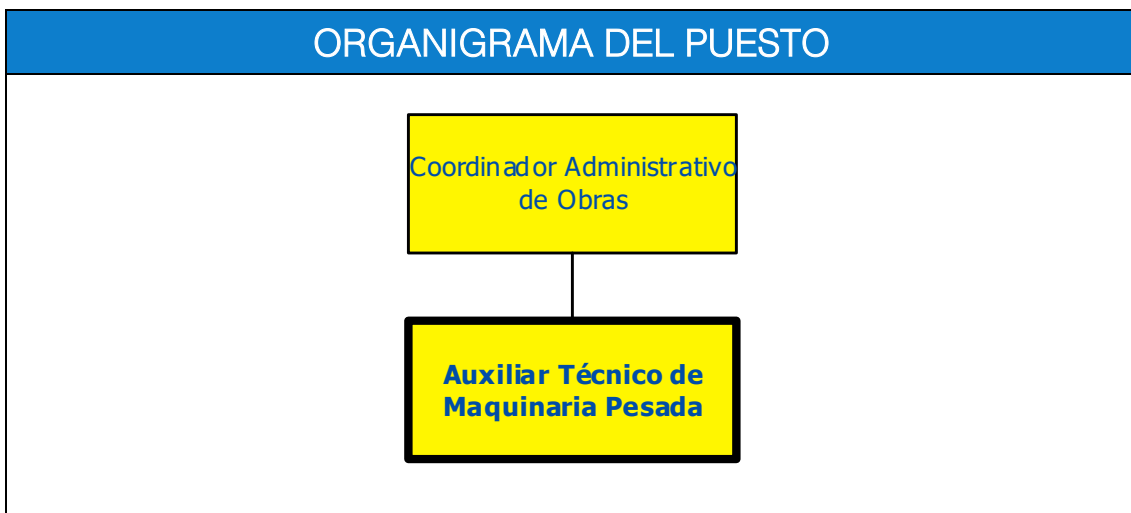 ORGANIGRAMA DEL PUESTO
Coordinador Administrativo
de Obras
Auxiliar Técnico de
Maquinaria Pesada